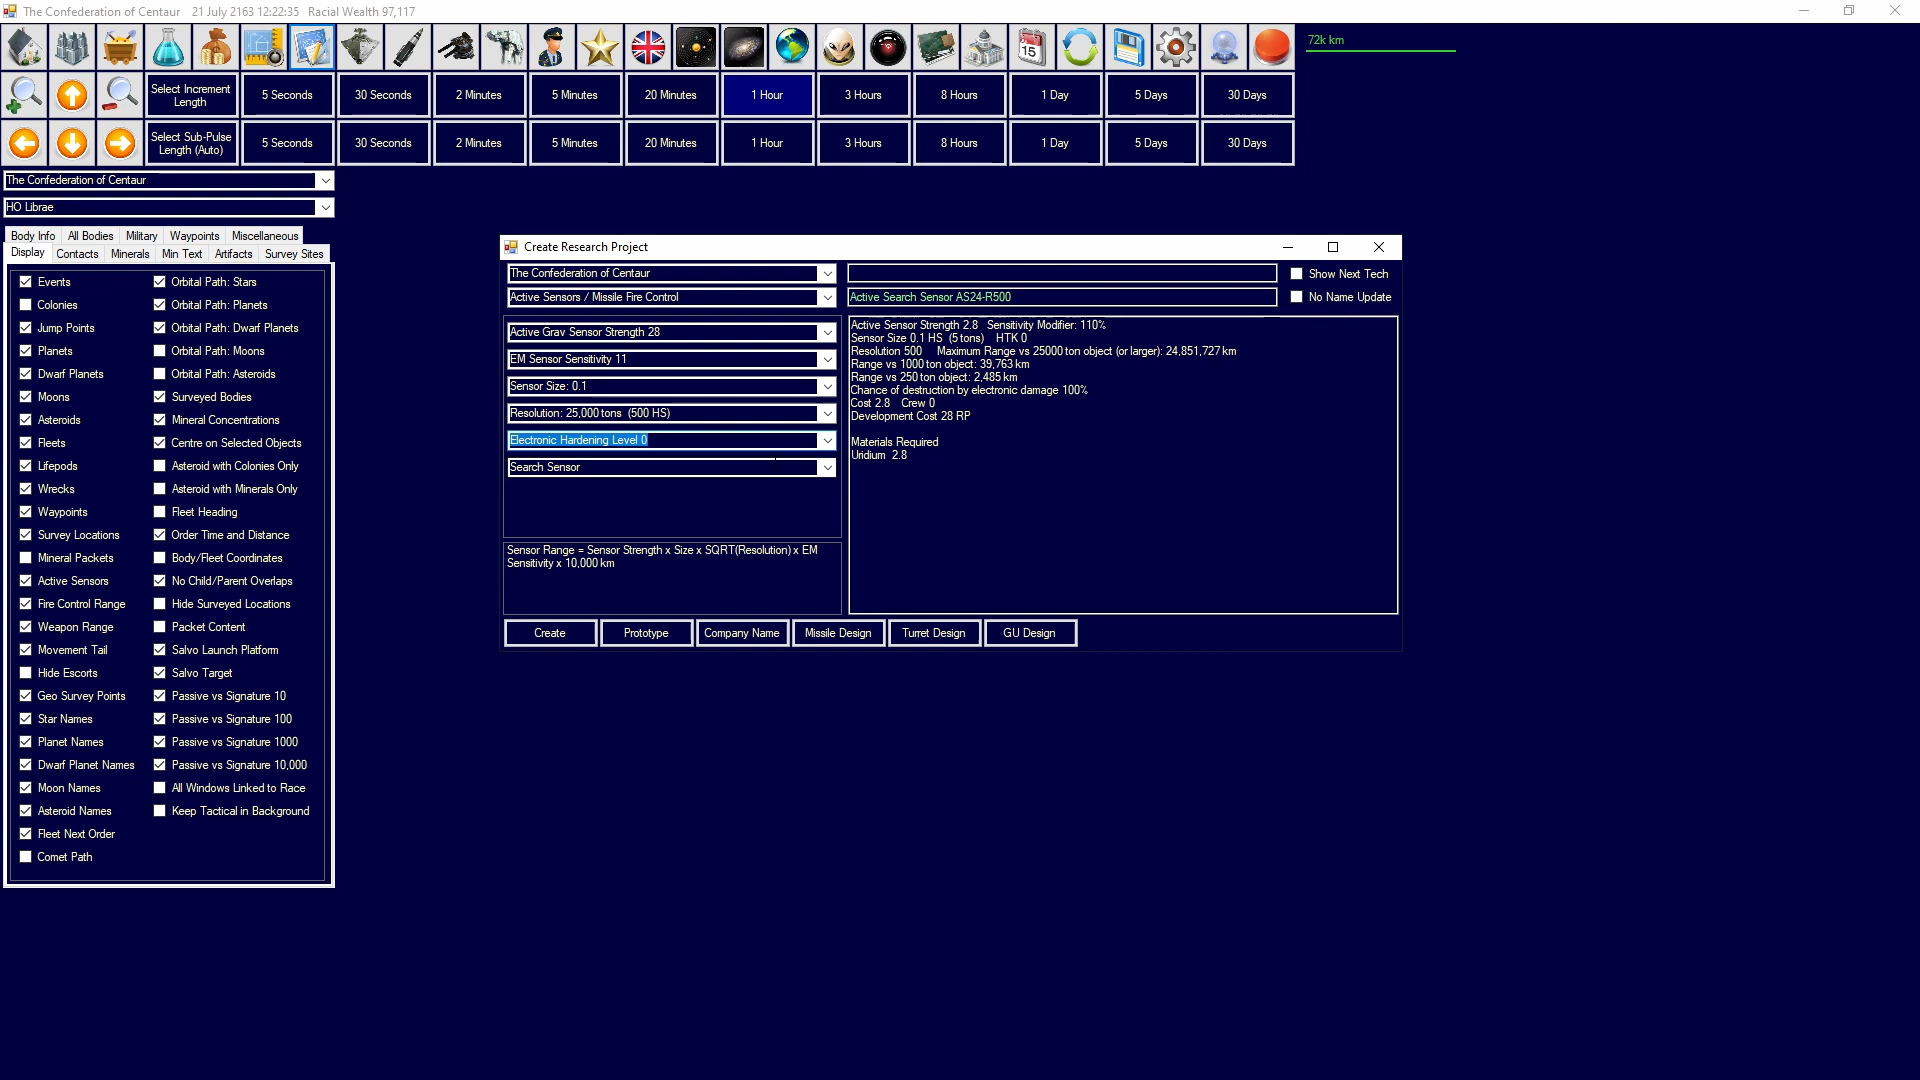 The Confederation of Centaur 21 July 2163 12:22:35 Racial Wealth 97,117
15
72k km
Select Increment
Length
5 Seconds
30 Seconds
2 Minutes
5 Minutes
20 Minutes
1 Hour
3 Hours
8 Hours
1 Day
5 Days
30 Days
Select Sub-Pulse
Length (Auto)
5 Seconds
30 Seconds
2 Minutes
5 Minutes
20 Minutes
1 Hour
3 Hours
8 Hours
1 Day
5 Days
30 Days
The Confederation of Centaur
HO Librae
Body Info All Bodies Military Waypoints Miscellaneous
Display Contacts Minerals Min Text Artifacts Survey Sites
Events
Colonies
Jump Points
Planets
Dwarf Planets
Moons
Asteroids
Fleets
Lifepods
Wrecks
Waypoints
Survey Locations
Mineral Packets
Active Sensors
Fire Control Range
Weapon Range
Movement Tail
Hide Escorts
Geo Survey Points
Star Names
Planet Names
Dwarf Planet Names
Moon Names
Asteroid Names
Fleet Next Order
Comet Path
Orbital Path: Stars
Orbital Path: Planets
Orbital Path: Dwarf Planets
Orbital Path: Moons
Orbital Path: Asteroids
Surveyed Bodies
Mineral Concentrations
Centre on Selected Objects
Asteroid with Colonies Only
Asteroid with Minerals Only
Fleet Heading
Order Time and Distance
Body/Fleet Coordinates
No Child/Parent Overlaps
Hide Surveyed Locations
Packet Content
Salvo Launch Platform
Salvo Target
Passive vs Signature 10
Passive vs Signature 100
Passive vs Signature 1000
Passive vs Signature 10,000
All Windows Linked to Race
Keep Tactical in Background
Create Research Project
The Confederation of Centaur
Active Sensors / Missile Fire Control
Active Grav Sensor Strength 28
EM Sensor Sensitivity 11
Sensor Size: 0.1
Resolution: 25,000 tons (500 HS)
Electronic Hardening Level 0
Search Sensor
Sensor Range = Sensor Strength x Size x SQRT(Resolution) x EM
Sensitivity x 10,000 km
Show Next Tech
Active Search Sensor AS24-R500
No Name Update
Active Sensor Strength 2.8 Sensitivity Modifier: 110%
Sensor Size 0.1 HS (5 tons) HTK 0
Resolution 500 Maximum Range vs 25000 ton object (or larger): 24,851,727 km
Range vs 1000 ton object: 39,763 km
Range vs 250 ton object: 2,485 km
Chance of destruction by electronic damage 100%
Cost 2.8 Crew 0
Development Cost 28 RP
Materials Required
Uridium 2.8
Create
Prototype
Company Name
Missile Design
Turret Design
GU Design